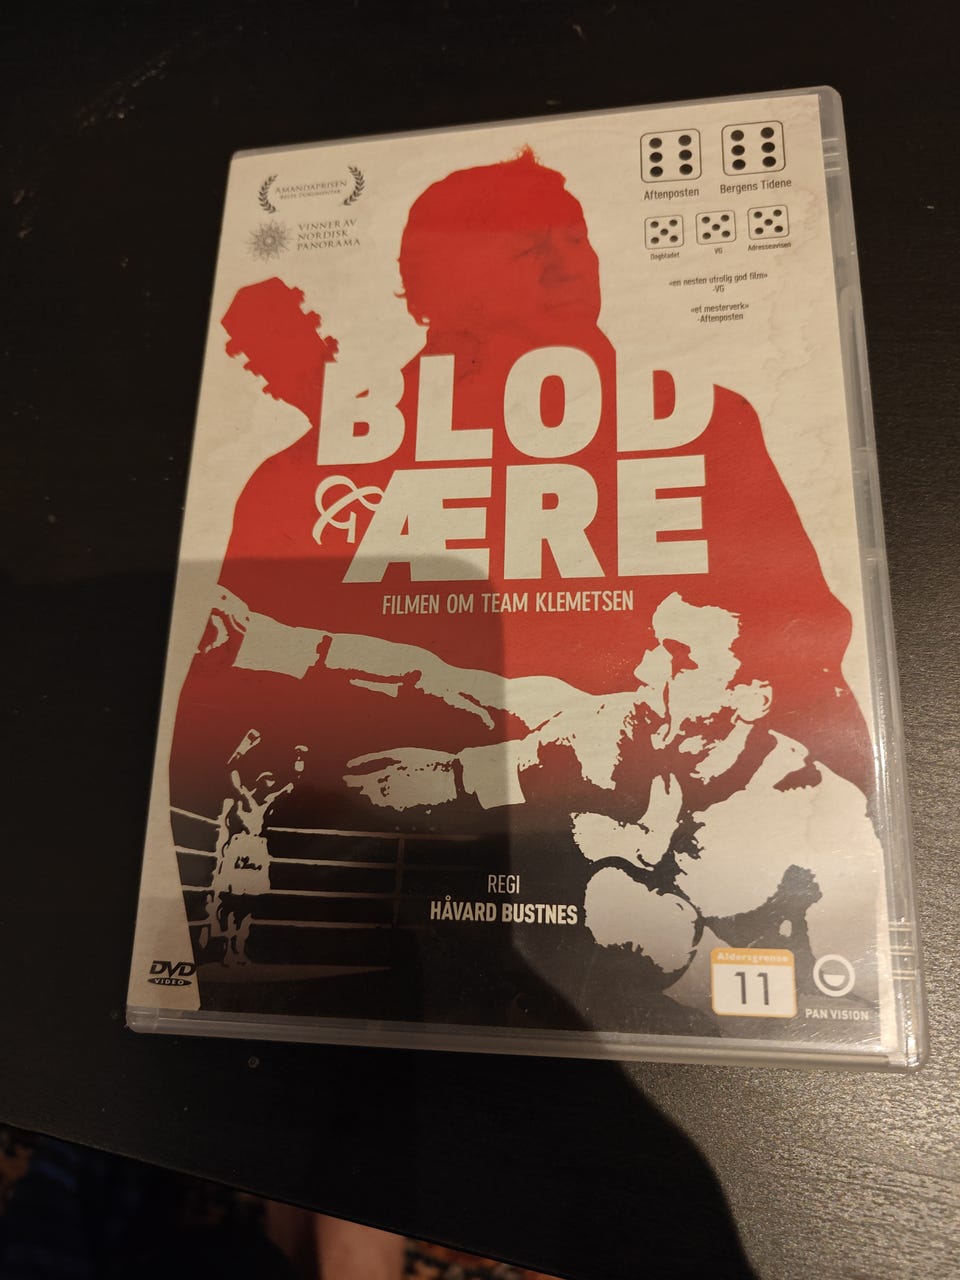 AMANDAPRISEN
BESTE DOKUMENTAR
VINNER AV
NORDISK
PANORAMA
Aftenposten
Bergens Tidene
Dagbladet
VG
Adresseavisen
«en nesten utrolig god film»
-VG
«et mesterverk»
-Aftenposten
BLOD
& ÆRE
FILMEN OM TEAM KLEMETSEN
REGI
HÅVARD BUSTNES
DVD
VIDEO
Aldersgrense
11
PAN VISION